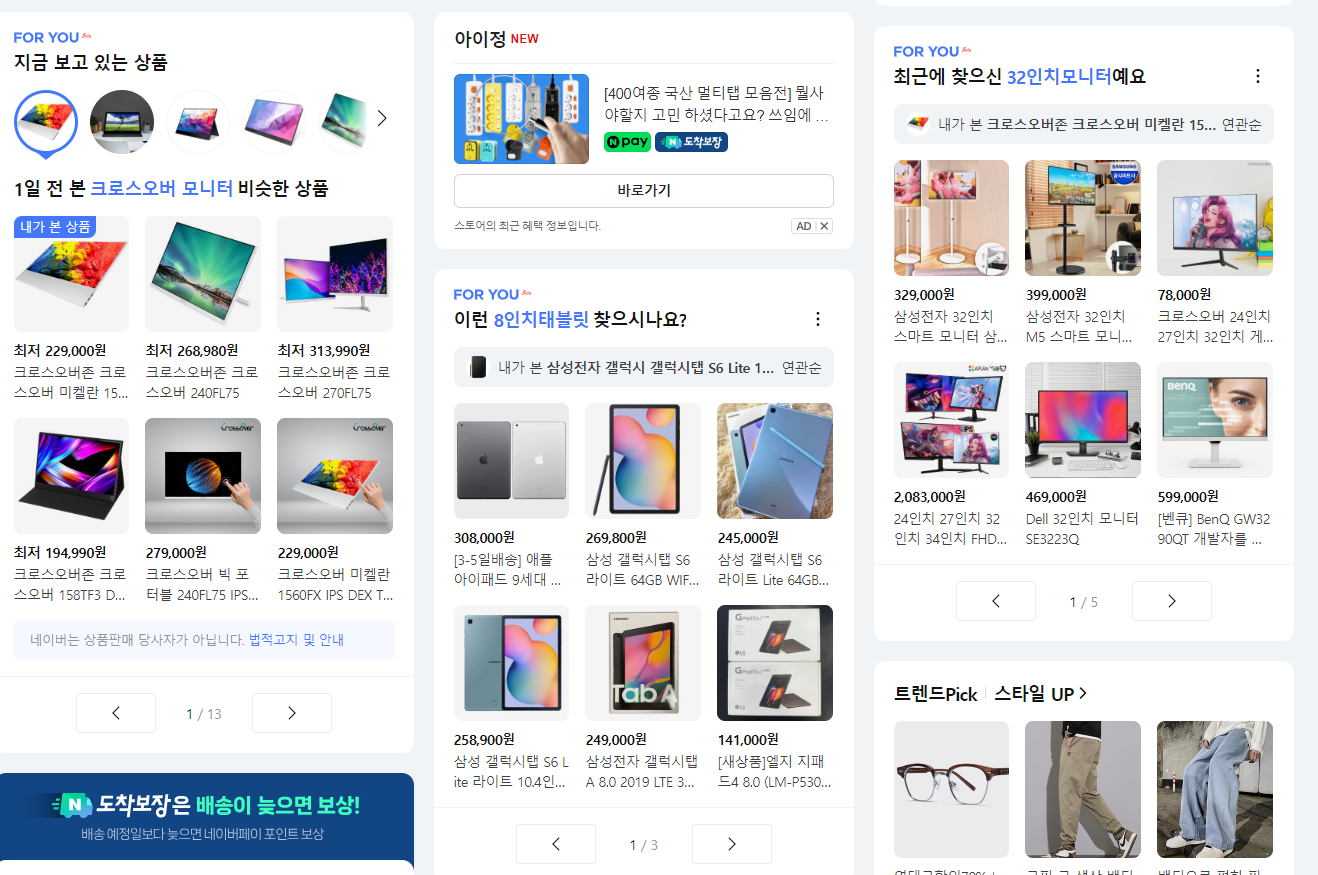 FOR YOU Beta
지금 보고 있는 상품
1일 전 본 크로스오버 모니터 비슷한 상품
내가 본 상품
최저 229,000원
크로스오버존 크로
스오버 미켈란 15...
최저 268,980원
크로스오버존 크로
스오버 240FL75
최저 313,990원
크로스오버존 크로
스오버 270FL75
CROSSOVER
CROSSOVER
최저 194,990원
크로스오버존 크로
스오버 158TF3 D...
279,000원
크로스오버 빅 포
터블 240FL75 IPS...
229,000원
크로스오버 미켈란
1560FX IPS DEX T...
네이버는 상품판매 당사자가 아닙니다. 법적고지 및 안내
1 / 13
N 도착보장은 배송이 늦으면 보상!
배송 예정일보다 늦으면 네이버페이 포인트 보상
아이정 NEW
[400여종 국산 멀티탭 모음전] 뭘사
야할지 고민 하셨다고요? 쓰임에 ...
N pay N 도착보장
바로가기
스토어의 최근 혜택 정보입니다.
AD
FOR YOU Beta
이런 8인치태블릿 찾으시나요?
내가 본 삼성전자 갤럭시 갤럭시탭 S6 Lite 1... 연관순
308,000원
[3-5일배송] 애플
아이패드 9세대 ...
269,800원
삼성 갤럭시탭 S6
라이트 64GB WIF...
245,000원
삼성 갤럭시탭 S6
라이트 Lite 64GB...
Tab A
G Pad
LG
G Pad
LG
258,900원
삼성 갤럭시탭 S6 L
ite 라이트 10.4인...
249,000원
삼성전자 갤럭시탭
A 8.0 2019 LTE 3...
141,000원
[새상품]엘지 지패
드4 8.0 (LM-P530...
1 / 3
FOR YOU Beta
최근에 찾으신 32인치모니터예요
내가 본 크로스오버존 크로스오버 미켈란 15... 연관순
SAMSUNG
공식파트너
329,000원
삼성전자 32인치
스마트 모니터 삼...
399,000원
삼성전자 32인치
M5 스마트 모니...
78,000원
크로스오버 24인치
27인치 32인치 게...
IPS
BenQ
2,083,000원
24인치 27인치 32
인치 34인치 FHD...
469,000원
Dell 32인치 모니터
SE3223Q
599,000원
[벤큐] BenQ GW32
90QT 개발자를 ...
1 / 5
트렌드Pick 스타일 UP